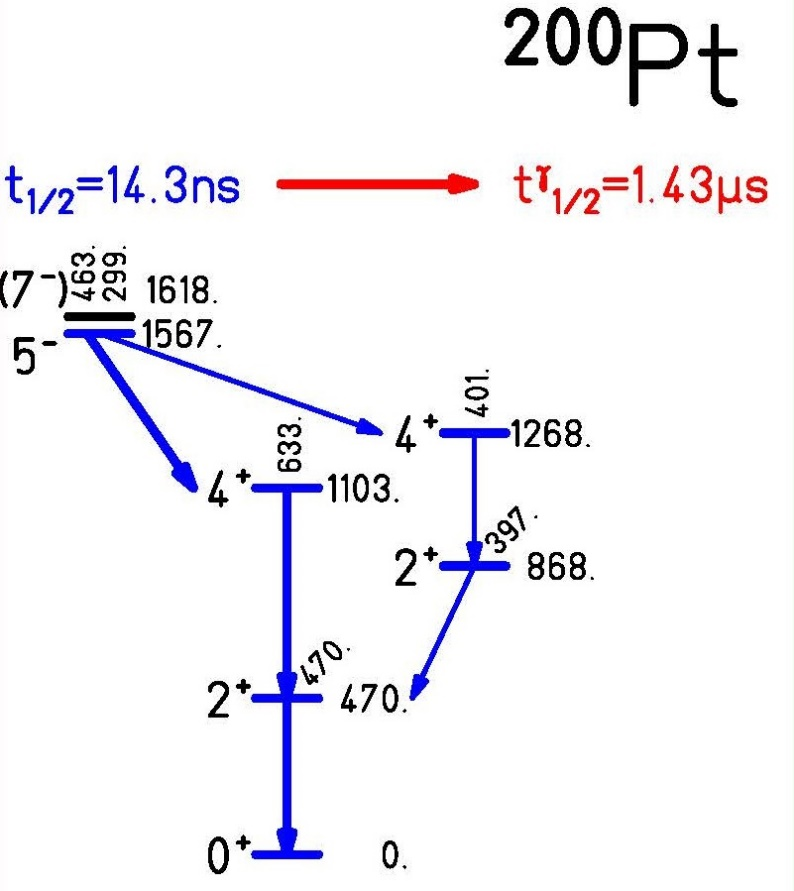 ²⁰⁰Pt
t₁/₂=14.3ns → tᵞ₁/₂=1.43μs
(7⁻) 463. 299. 1618.
5⁻ 1567.
4⁺ 401. 1268.
4⁺ 633. 1103.
2⁺ 397. 868.
2⁺ 470. 470.
0⁺ 0.